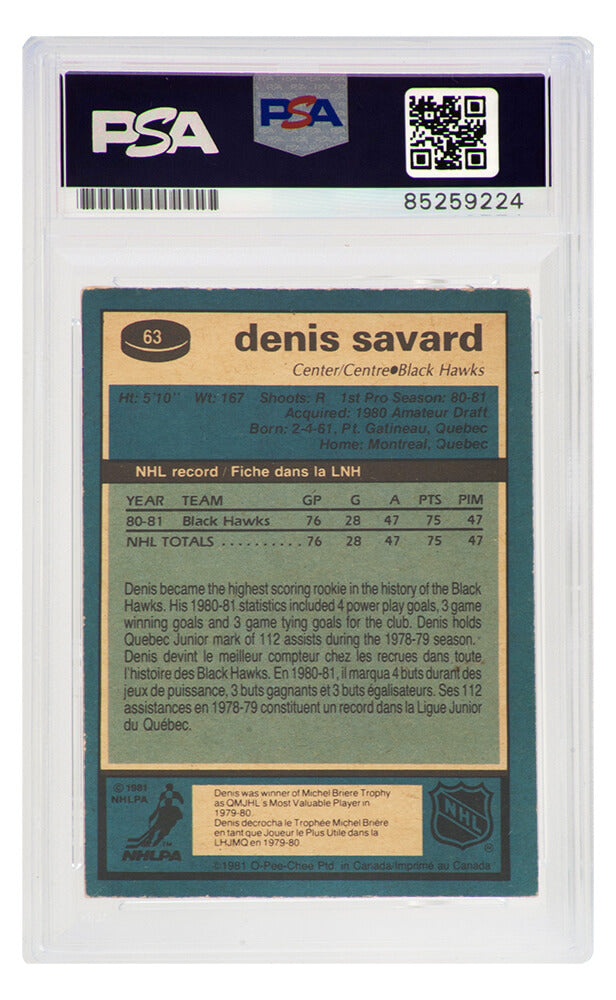 PSA
PSA
85259224
63
denis savard
Center/Centre●Black Hawks
Ht: 5'10" Wt: 167 Shoots: R 1st Pro Season: 80-81
Acquired: 1980 Amateur Draft
Born: 2-4-61, Pt. Gatineau, Quebec
Home: Montreal, Quebec
NHL record / Fiche dans la LNH
YEAR TEAM GP G A PTS PIM
80-81 Black Hawks 76 28 47 75 47
NHL TOTALS .......... 76 28 47 75 47
Denis became the highest scoring rookie in the history of the Black
Hawks. His 1980-81 statistics included 4 power play goals, 3 game
winning goals and 3 game tying goals for the club. Denis holds
Quebec Junior mark of 112 assists during the 1978-79 season.
Denis devint le meilleur compteur chez les recrues dans toute
l'histoire des Black Hawks. En 1980-81, il marqua 4 buts durant des
jeux de puissance, 3 buts gagnants et 3 buts égalisateurs. Ses 112
assistances en 1978-79 constituent un record dans la Ligue Junior
du Québec.
© 1981
NHLPA
NHLPA
TM
Denis was winner of Michel Briere Trophy
as QMJHL's Most Valuable Player in
1979-80.
Denis decrocha le Trophée Michel Brière
en tant que Joueur le Plus Utile dans la
LHJMQ en 1979-80.
NHL
®
©1981 O-Pee-Chee Ptd. in Canada/Imprimé au Canada